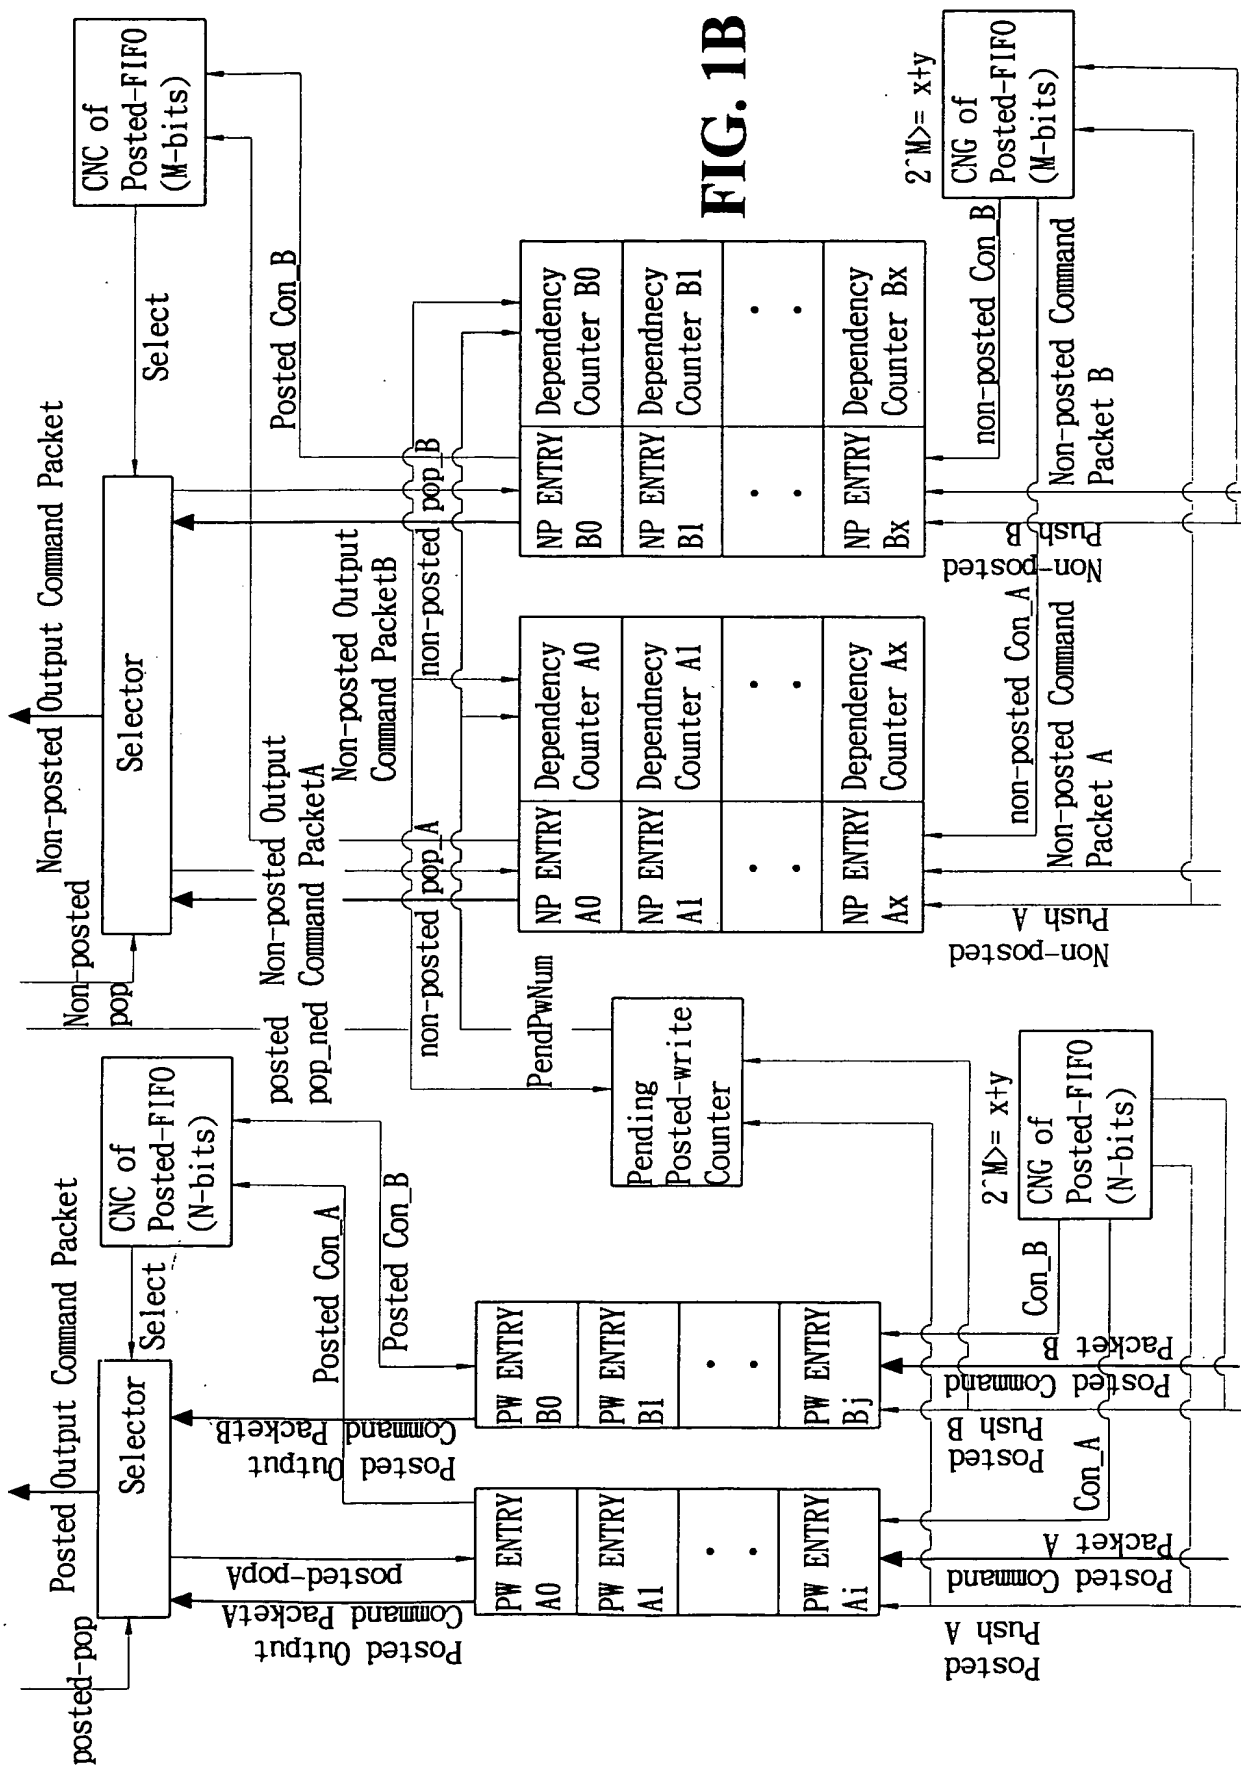 FIG. 1B
posted-pop
Posted Output Command Packet
Selector
Select
CNC of
Posted-FIFO
(N-bits)
Posted Output
Command PacketA
posted-popA
Posted Output
Command PacketB
Posted Con_A
Posted Con_B
PW ENTRY
A0
PW ENTRY
A1
PW ENTRY
Ai
PW ENTRY
B0
PW ENTRY
B1
PW ENTRY
Bj
Posted
Push A
Posted Command
Packet A
Con_A
Posted
Push B
Posted Command
Packet B
Con_B
2^M>= x+y
CNG of
Posted-FIFO
(N-bits)
Pending
Posted-write
Counter
PendPwNum
posted
pop_ned
Non-posted
pop
Non-posted Output Command Packet
Selector
Select
CNC of
Posted-FIFO
(M-bits)
Non-posted Output
Command PacketA
non-posted pop_A
Non-posted Output
Command PacketB
non-posted pop_B
Posted Con_B
NP ENTRY
A0
Dependency
Counter A0
NP ENTRY
A1
Dependnecy
Counter A1
NP ENTRY
Ax
Dependency
Counter Ax
NP ENTRY
B0
Dependency
Counter B0
NP ENTRY
B1
Dependnecy
Counter B1
NP ENTRY
Bx
Dependency
Counter Bx
Non-posted
Push A
Non-posted Command
Packet A
non-posted Con_A
Non-posted
Push B
Non-posted Command
Packet B
non-posted Con_B
2^M>= x+y
CNG of
Posted-FIFO
(M-bits)